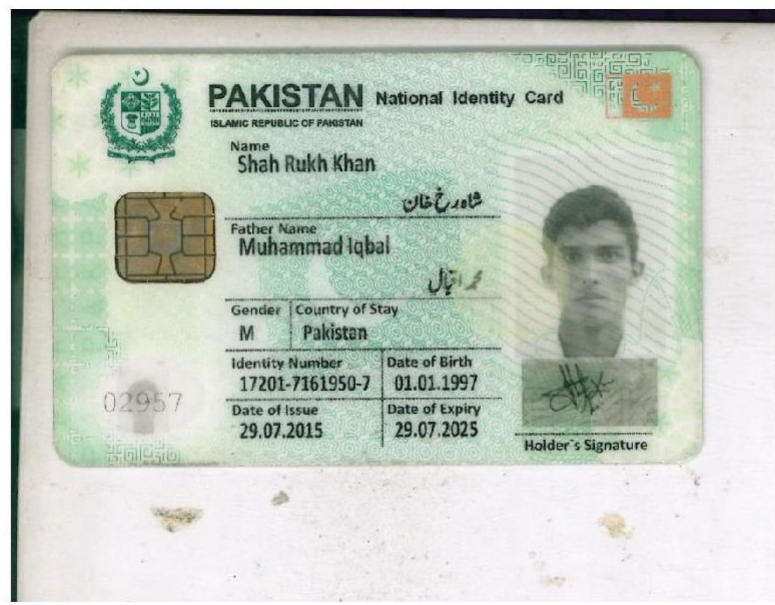 PAKISTAN National Identity Card
ISLAMIC REPUBLIC OF PAKISTAN
Name
Shah Rukh Khan
شاہ رخ خان
Father Name
Muhammad Iqbal
محمد اقبال
Gender Country of Stay
M Pakistan
Identity Number Date of Birth
17201-7161950-7 01.01.1997
Date of Issue Date of Expiry
29.07.2015 29.07.2025
02957
Holder's Signature